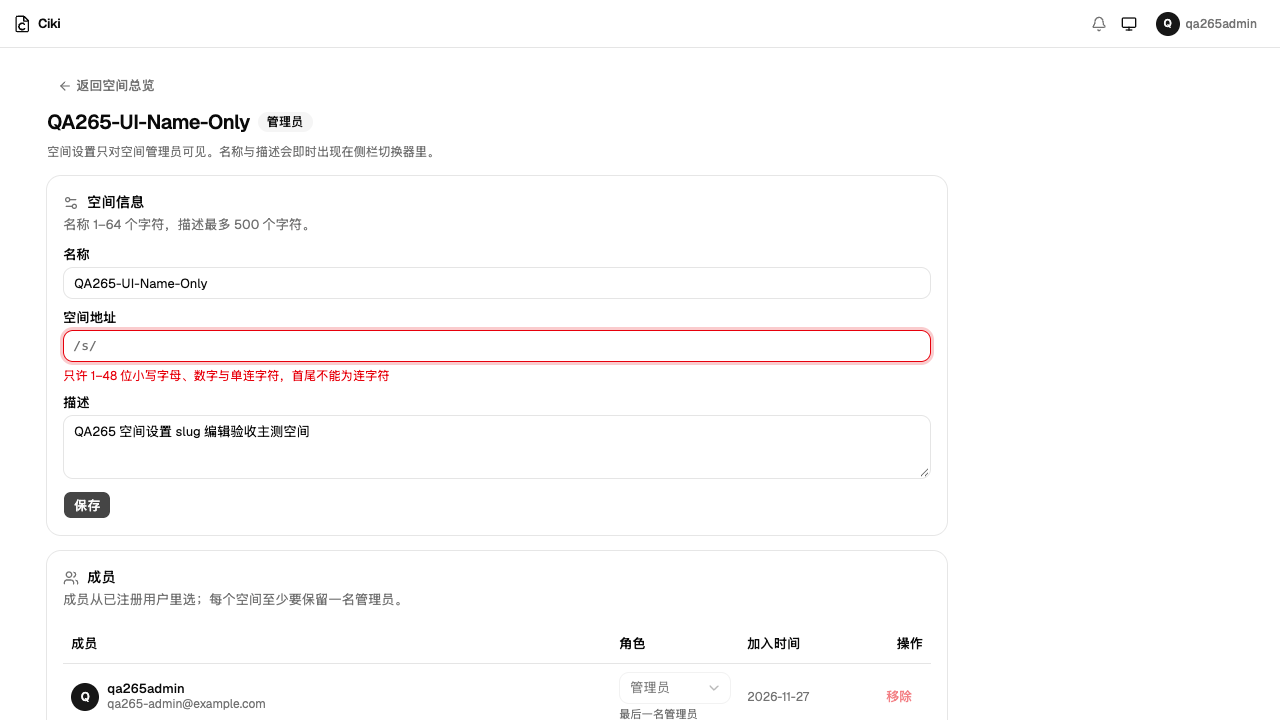 Ciki
Q qa265admin
返回空间总览
QA265-UI-Name-Only 管理员
空间设置只对空间管理员可见。名称与描述会即时出现在侧栏切换器里。
空间信息
名称 1–64 个字符，描述最多 500 个字符。
名称
QA265-UI-Name-Only
空间地址
/s/
只许 1–48 位小写字母、数字与单连字符，首尾不能为连字符
描述
QA265 空间设置 slug 编辑验收主测空间
保存
成员
成员从已注册用户里选；每个空间至少要保留一名管理员。
成员 角色 加入时间 操作
Q qa265admin 管理员 2026-11-27 移除
qa265-admin@example.com
最后一名管理员